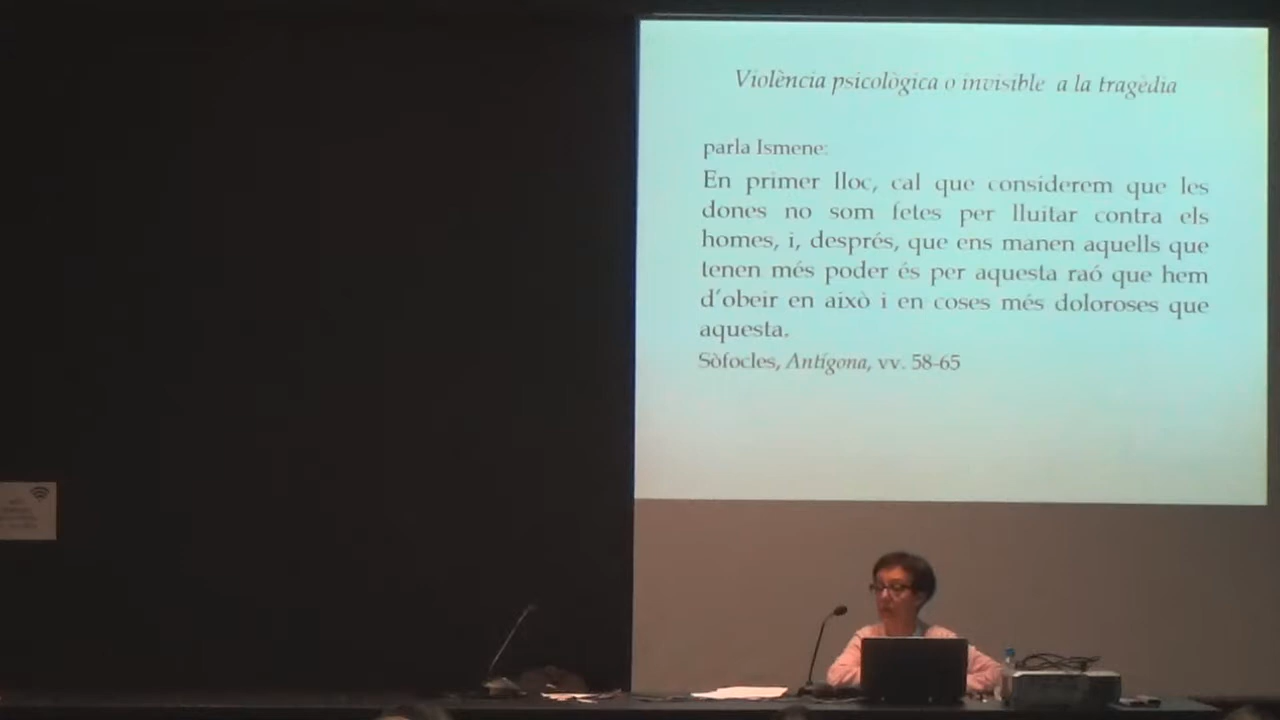 Violència psicològica o invisible a la tragèdia
parla Ismene:
En primer lloc, cal que considerem que les
dones no som fetes per lluitar contra els
homes, i, després, que ens manen aquells que
tenen més poder és per aquesta raó que hem
d'obeir en això i en coses més doloroses que
aquesta.
Sòfocles, Antígona, vv. 58-65